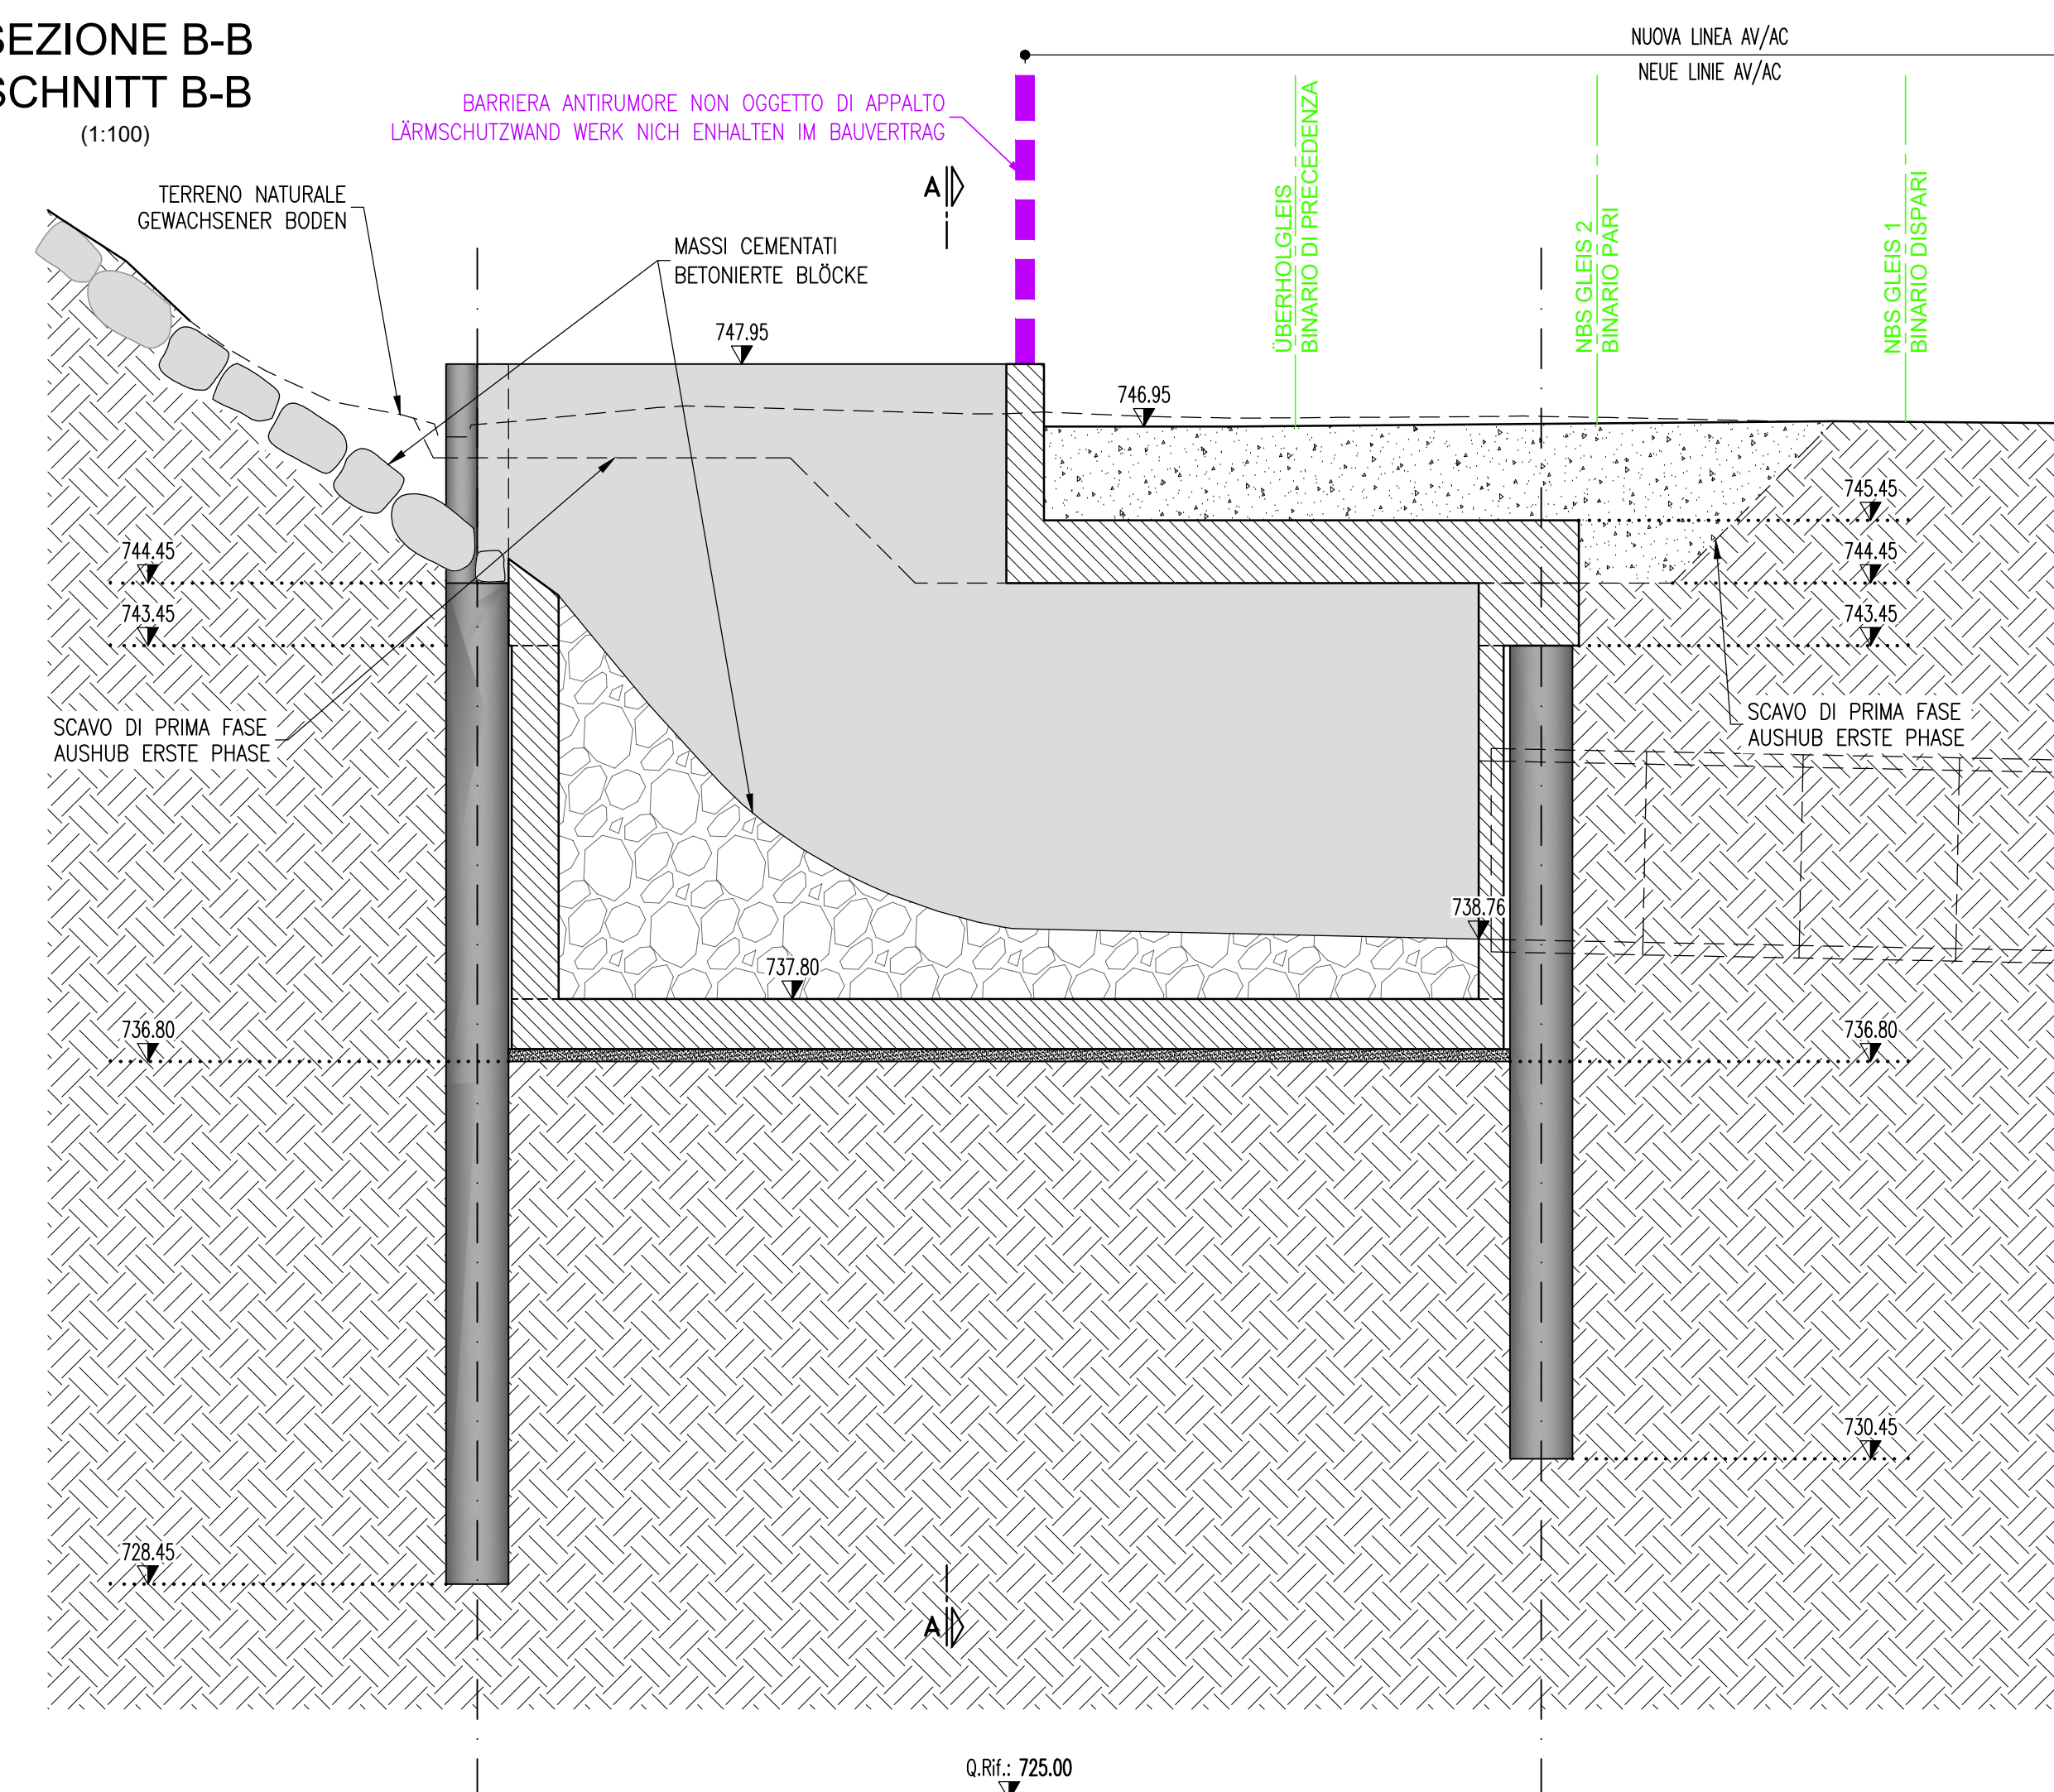 SEZIONE B-B
SCHNITT B-B
(1:100)
NUOVA LINEA AV/AC
NEUE LINIE AV/AC
BARRIERA ANTIRUMORE NON OGGETTO DI APPALTO
LÄRMSCHUTZWAND WERK NICH ENHALTEN IM BAUVERTRAG
TERRENO NATURALE
GEWACHSENER BODEN
A
MASSI CEMENTATI
BETONIERTE BLÖCKE
ÜBERHOLGLEIS
BINARIO DI PRECEDENZA
NBS GLEIS 2
BINARIO PARI
NBS GLEIS 1
BINARIO DISPARI
747.95
746.95
745.45
744.45
744.45
743.45
743.45
SCAVO DI PRIMA FASE
AUSHUB ERSTE PHASE
SCAVO DI PRIMA FASE
AUSHUB ERSTE PHASE
738.76
737.80
736.80
736.80
730.45
728.45
A
Q.Rif.: 725.00